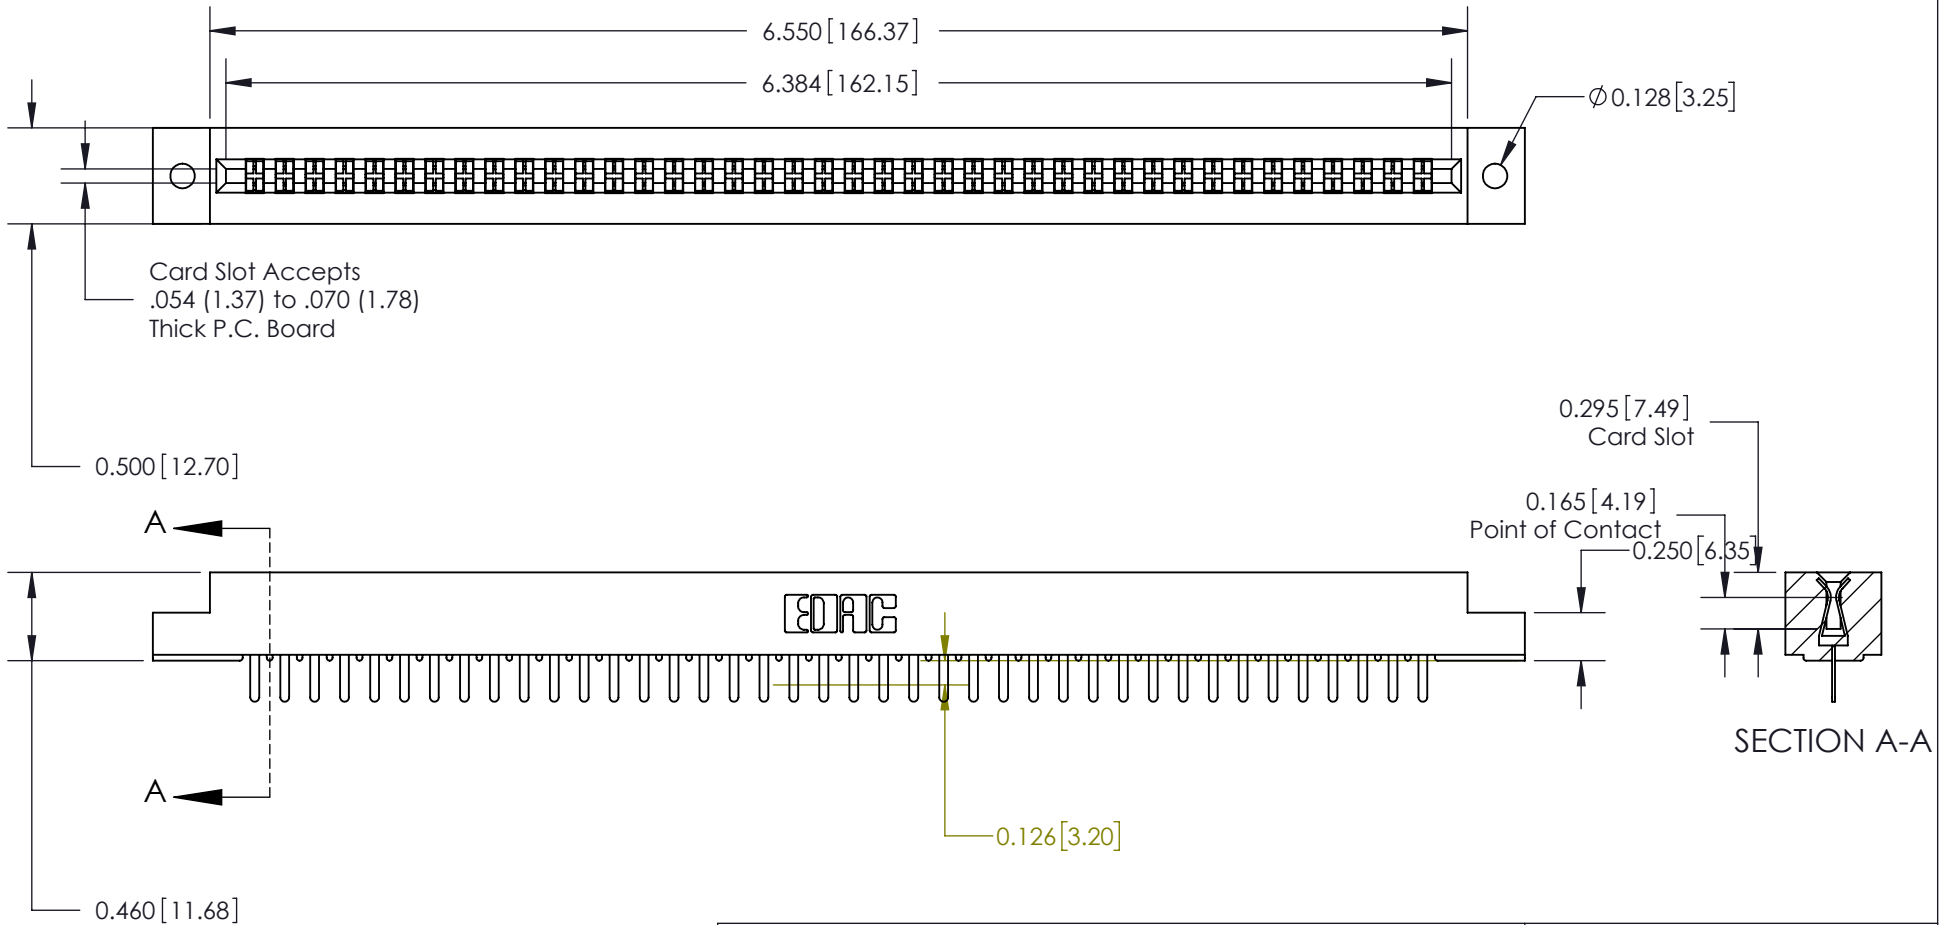 6.550[166.37]
6.384[162.15]
Ø0.128[3.25]
Card Slot Accepts
.054 (1.37) to .070 (1.78)
Thick P.C. Board
0.295[7.49]
Card Slot
0.500[12.70]
0.165[4.19]
Point of Contact
0.250[6.35]
A
EDAC
SECTION A-A
A
0.126[3.20]
0.460[11.68]